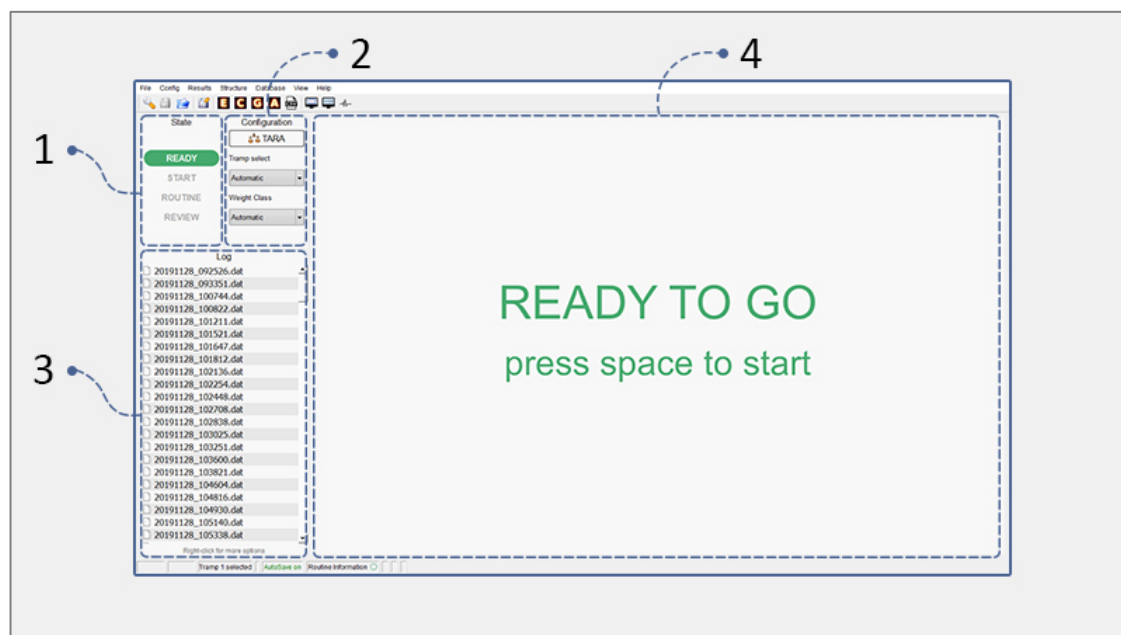 2
4
File Config Results Structure Database View Help
E C G A
1
State
READY
START
ROUTINE
REVIEW
Configuration
TARA
Tramp select
Automatic
Weight Class
Automatic
3
Log
20191128_092526.dat
20191128_093351.dat
20191128_100744.dat
20191128_100822.dat
20191128_101211.dat
20191128_101521.dat
20191128_101647.dat
20191128_101812.dat
20191128_102136.dat
20191128_102254.dat
20191128_102448.dat
20191128_102708.dat
20191128_102838.dat
20191128_103025.dat
20191128_103251.dat
20191128_103600.dat
20191128_103821.dat
20191128_104604.dat
20191128_104816.dat
20191128_104930.dat
20191128_105140.dat
20191128_105338.dat
Right-click for more options
READY TO GO
press space to start
Tramp 1 selected AutoSave on Routine Information